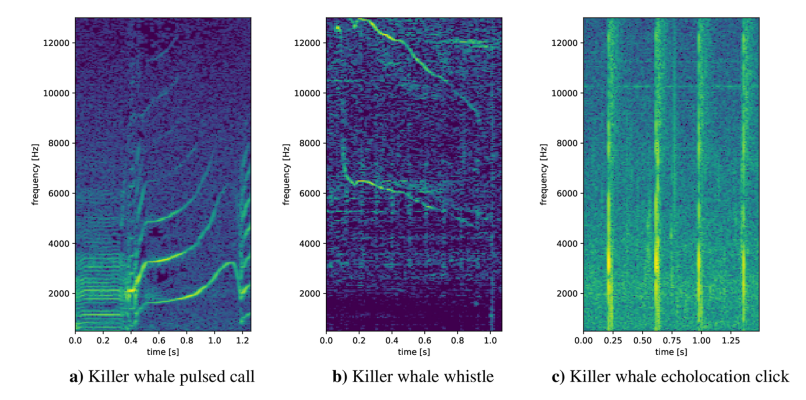 12000
10000
8000
6000
4000
2000
frequency [Hz]
0.0 0.2 0.4 0.6 0.8 1.0 1.2
time [s]
a) Killer whale pulsed call
12000
10000
8000
6000
4000
2000
frequency [Hz]
0.0 0.2 0.4 0.6 0.8 1.0
time [s]
b) Killer whale whistle
12000
10000
8000
6000
4000
2000
frequency [Hz]
0.00 0.25 0.50 0.75 1.00 1.25
time [s]
c) Killer whale echolocation click